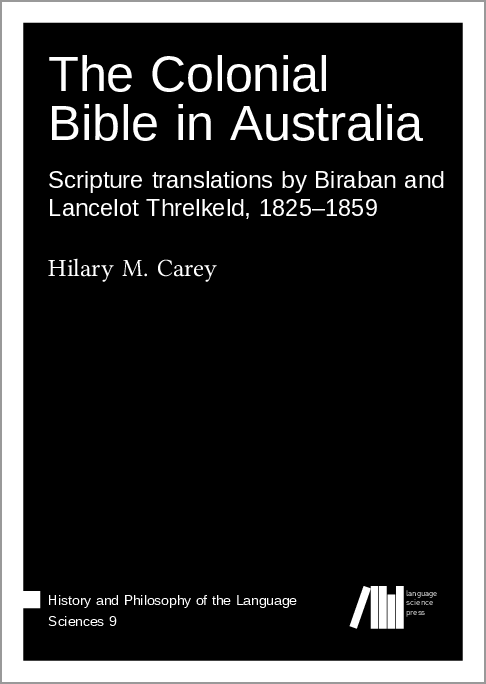 The Colonial
Bible in Australia
Scripture translations by Biraban and
Lancelot Threlkeld, 1825–1859
Hilary M. Carey
History and Philosophy of the Language
Sciences 9
language
science
press